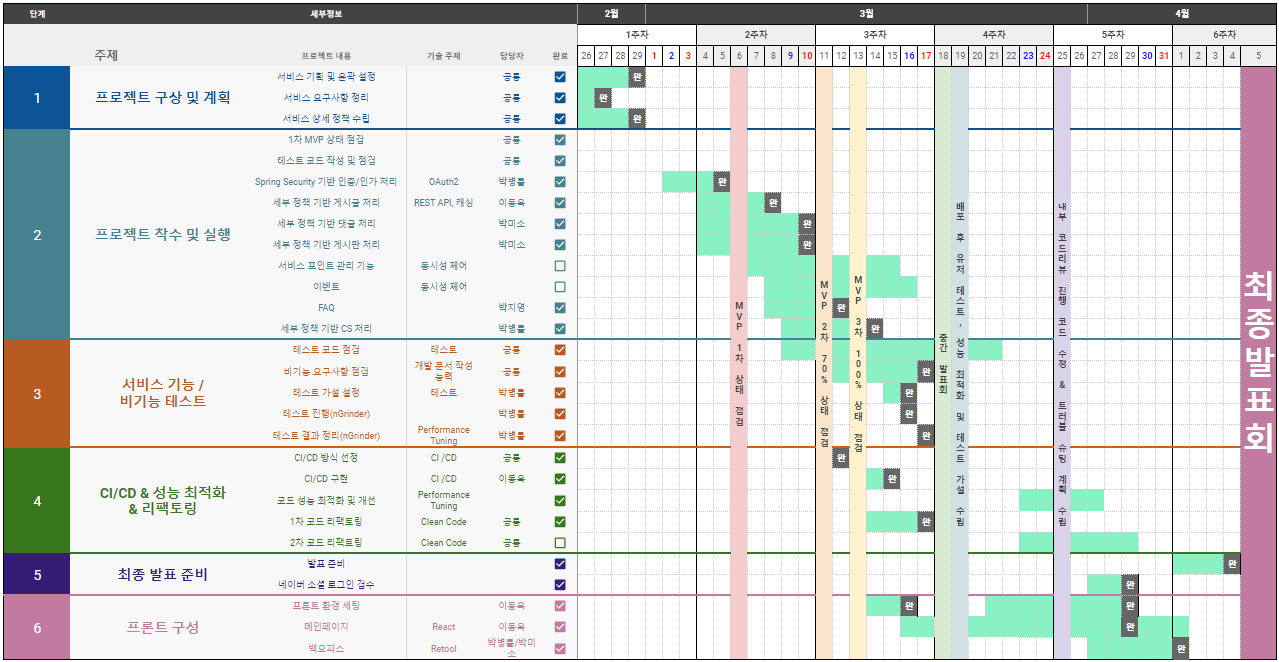 단계 세부정보 2월 3월 4월
1주차 2주차 3주차 4주차 5주차 6주차
주제 프로젝트 내용 기술 주제 담당자 완료 26 27 28 29 1 2 3 4 5 6 7 8 9 10 11 12 13 14 15 16 17 18 19 20 21 22 23 24 25 26 27 28 29 30 31 1 2 3 4 5
1 프로젝트 구상 및 계획
서비스 기획 및 윤곽 설정 공통 완
서비스 요구사항 정리 공통 완
서비스 상세 정책 수립 공통 완
2 프로젝트 착수 및 실행
1차 MVP 상태 점검 공통
테스트 코드 작성 및 점검 공통
Spring Security 기반 인증/인가 처리 OAuth2 박병률 완
세부 정책 기반 게시글 처리 REST API, 캐싱 이동욱 완
세부 정책 기반 댓글 처리 박미소 완
세부 정책 기반 게시판 처리 박미소 완
서비스 포인트 관리 기능 동시성 제어
이벤트 동시성 제어
FAQ 박지영 완
세부 정책 기반 CS 처리 박병률 완
3 서비스 기능 /
비기능 테스트
테스트 코드 점검 테스트 공통
비기능 요구사항 점검 개발 문서 작성
능력 공통 완
테스트 가설 설정 테스트 박병률 완
테스트 진행(nGrinder) 박병률 완
테스트 결과 정리(nGrinder) Performance
Tuning 박병률 완
4 CI/CD & 성능 최적화
& 리팩토링
CI/CD 방식 선정 CI /CD 공통 완
CI/CD 구현 CI /CD 이동욱 완
코드 성능 최적화 및 개선 Performance
Tuning
1차 코드 리팩토링 Clean Code 공통 완
2차 코드 리팩토링 Clean Code 공통
5 최종 발표 준비
발표 준비 완
네이버 소셜 로그인 검수 완
6 프론트 구성
프론트 환경 세팅 이동욱 완 완
메인페이지 React 이동욱 완
백오피스 Retool 박병률/박미
소 완
MVP 1차 상태 점검
MVP 2차 70% 상태 점검
MVP 3차 100% 상태 점검
중간 발표회
배포 후 유저 테스트, 성능 최적화 및 테스트 가설 수립
내부 코드리뷰 진행 코드 수정 & 트러블 슈팅 계획 수립
최종발표회